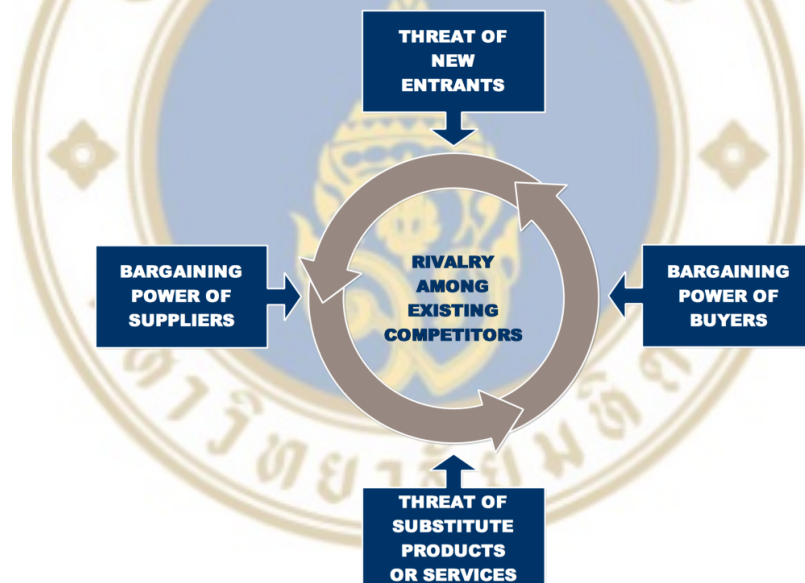 THREAT OF
NEW
ENTRANTS
BARGAINING
POWER OF
SUPPLIERS
RIVALRY
AMONG
EXISTING
COMPETITORS
BARGAINING
POWER OF
BUYERS
THREAT OF
SUBSTITUTE
PRODUCTS
OR SERVICES